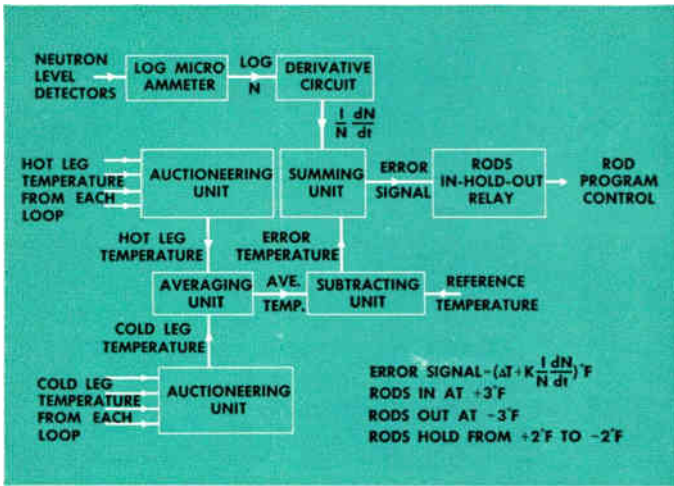 NEUTRON
LEVEL
DETECTORS
LOG MICRO
AMMETER
LOG
N
DERIVATIVE
CIRCUIT
1/N dN/dt
HOT LEG
TEMPERATURE
FROM EACH
LOOP
AUCTIONEERING
UNIT
SUMMING
UNIT
ERROR
SIGNAL
RODS
IN-HOLD-OUT
RELAY
ROD
PROGRAM
CONTROL
HOT LEG
TEMPERATURE
ERROR
TEMPERATURE
AVERAGING
UNIT
AVE.
TEMP.
SUBTRACTING
UNIT
REFERENCE
TEMPERATURE
COLD LEG
TEMPERATURE
COLD LEG
TEMPERATURE
FROM EACH
LOOP
AUCTIONEERING
UNIT
ERROR SIGNAL-(ΔT+K 1/N dN/dt)°F
RODS IN AT +3°F
RODS OUT AT -3°F
RODS HOLD FROM +2°F TO -2°F